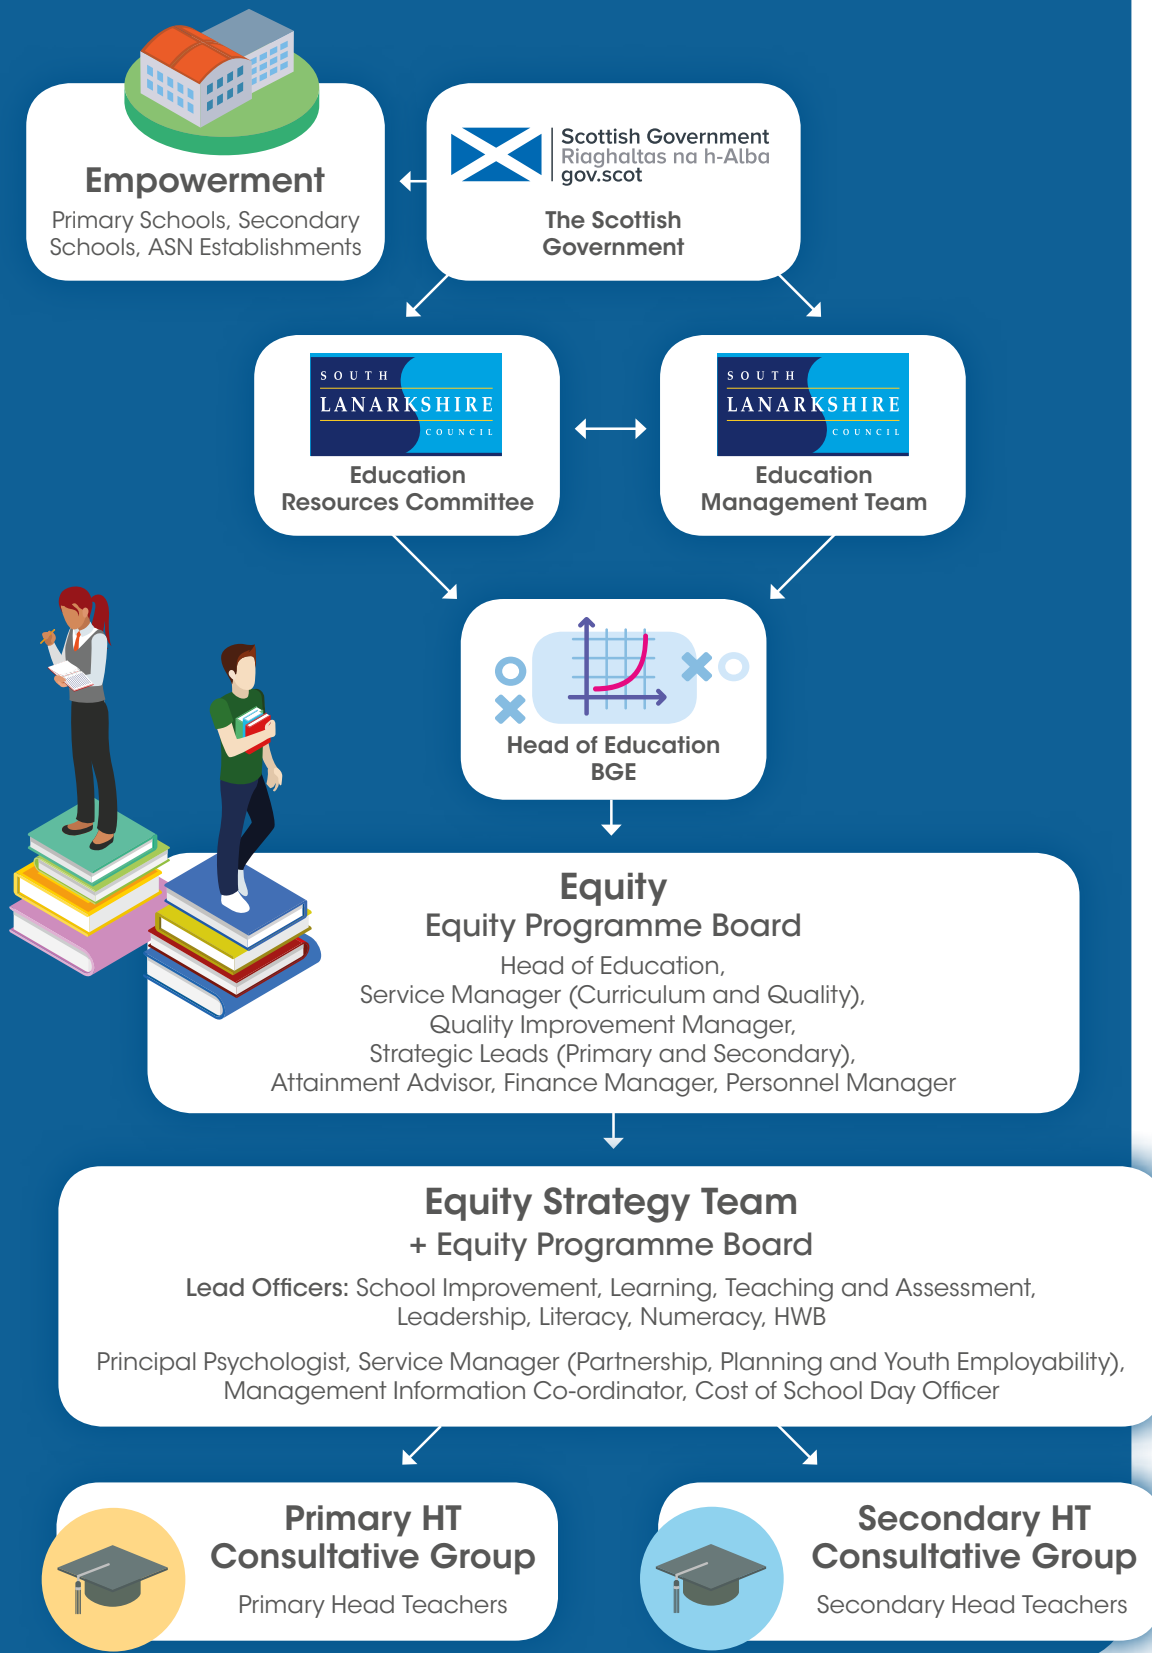 Empowerment
Primary Schools, Secondary
Schools, ASN Establishments
Scottish Government
Riaghaltas na h-Alba
gov.scot
The Scottish
Government
SOUTH
LANARKSHIRE
COUNCIL
Education
Resources Committee
SOUTH
LANARKSHIRE
COUNCIL
Education
Management Team
Head of Education
BGE
Equity
Equity Programme Board
Head of Education,
Service Manager (Curriculum and Quality),
Quality Improvement Manager,
Strategic Leads (Primary and Secondary),
Attainment Advisor, Finance Manager, Personnel Manager
Equity Strategy Team
+ Equity Programme Board
Lead Officers: School Improvement, Learning, Teaching and Assessment,
Leadership, Literacy, Numeracy, HWB
Principal Psychologist, Service Manager (Partnership, Planning and Youth Employability),
Management Information Co-ordinator, Cost of School Day Officer
Primary HT
Consultative Group
Primary Head Teachers
Secondary HT
Consultative Group
Secondary Head Teachers